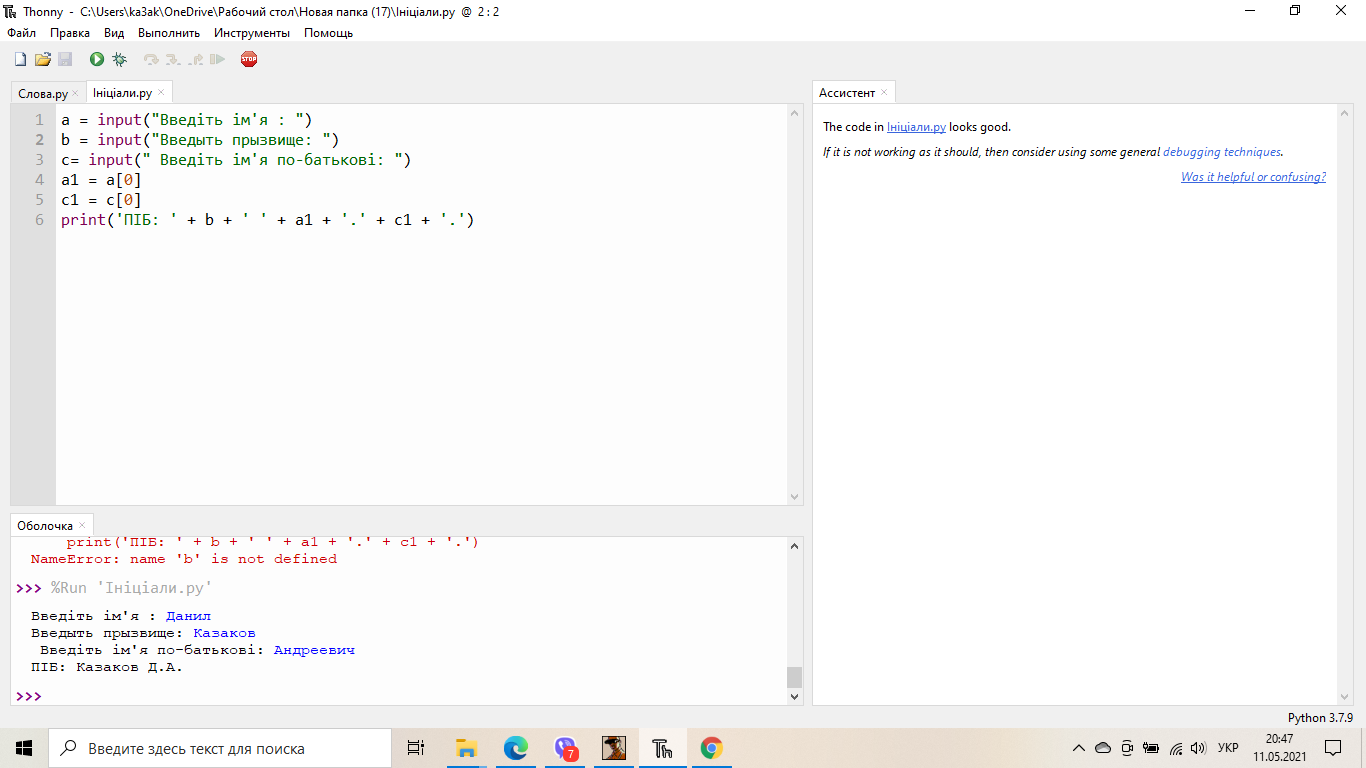 Thonny - C:\Users\ka3ak\OneDrive\Рабочий стол\Новая папка (17)\Ініціали.py @ 2 : 2
Файл Правка Вид Выполнить Инструменты Помощь
STOP
Слова.py × Ініціали.py ×
1 a = input("Введіть ім'я : ")
2 b = input("Введыть прызвище: ")
3 c= input(" Введіть ім'я по-батькові: ")
4 a1 = a[0]
5 c1 = c[0]
6 print('ПІБ: ' + b + ' ' + a1 + '.' + c1 + '.')
Ассистент ×
The code in Ініціали.py looks good.
If it is not working as it should, then consider using some general debugging techniques.
Was it helpful or confusing?
Оболочка ×
print('ПІБ: ' + b + ' ' + a1 + '.' + c1 + '.')
NameError: name 'b' is not defined
>>> %Run 'Ініціали.py'
Введіть ім'я : Данил
Введыть прызвище: Казаков
Введіть ім'я по-батькові: Андреевич
ПІБ: Казаков Д.А.
>>>
Python 3.7.9
Введите здесь текст для поиска
7
Th
УКР
20:47
11.05.2021